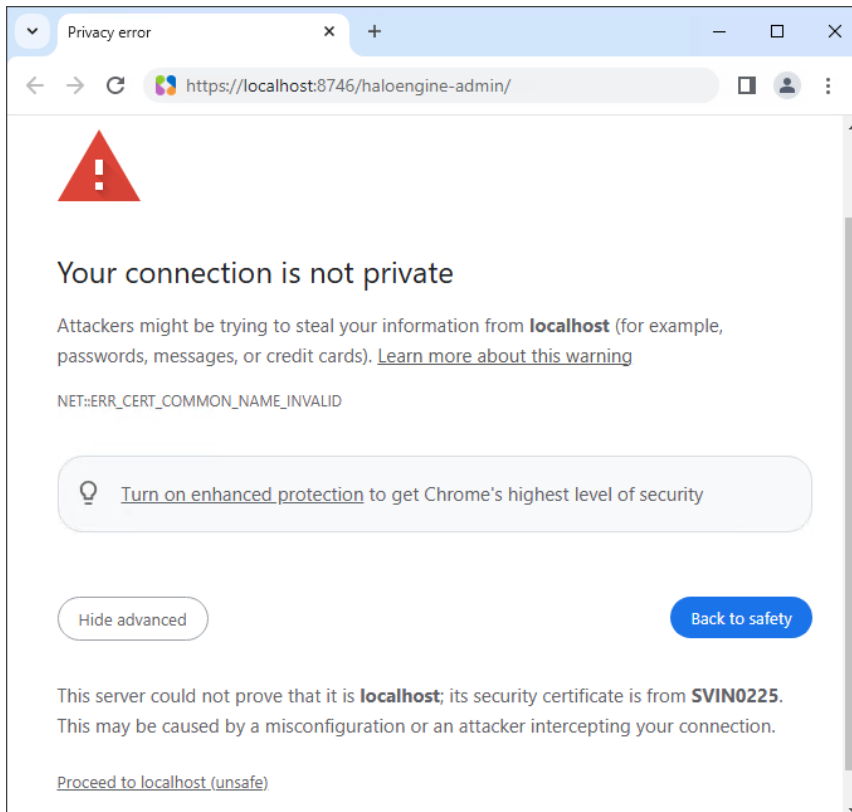 Privacy error
https://localhost:8746/haloengine-admin/
Your connection is not private
Attackers might be trying to steal your information from localhost (for example,
passwords, messages, or credit cards). Learn more about this warning
NET::ERR_CERT_COMMON_NAME_INVALID
Turn on enhanced protection to get Chrome's highest level of security
Hide advanced
Back to safety
This server could not prove that it is localhost; its security certificate is from SVIN0225.
This may be caused by a misconfiguration or an attacker intercepting your connection.
Proceed to localhost (unsafe)